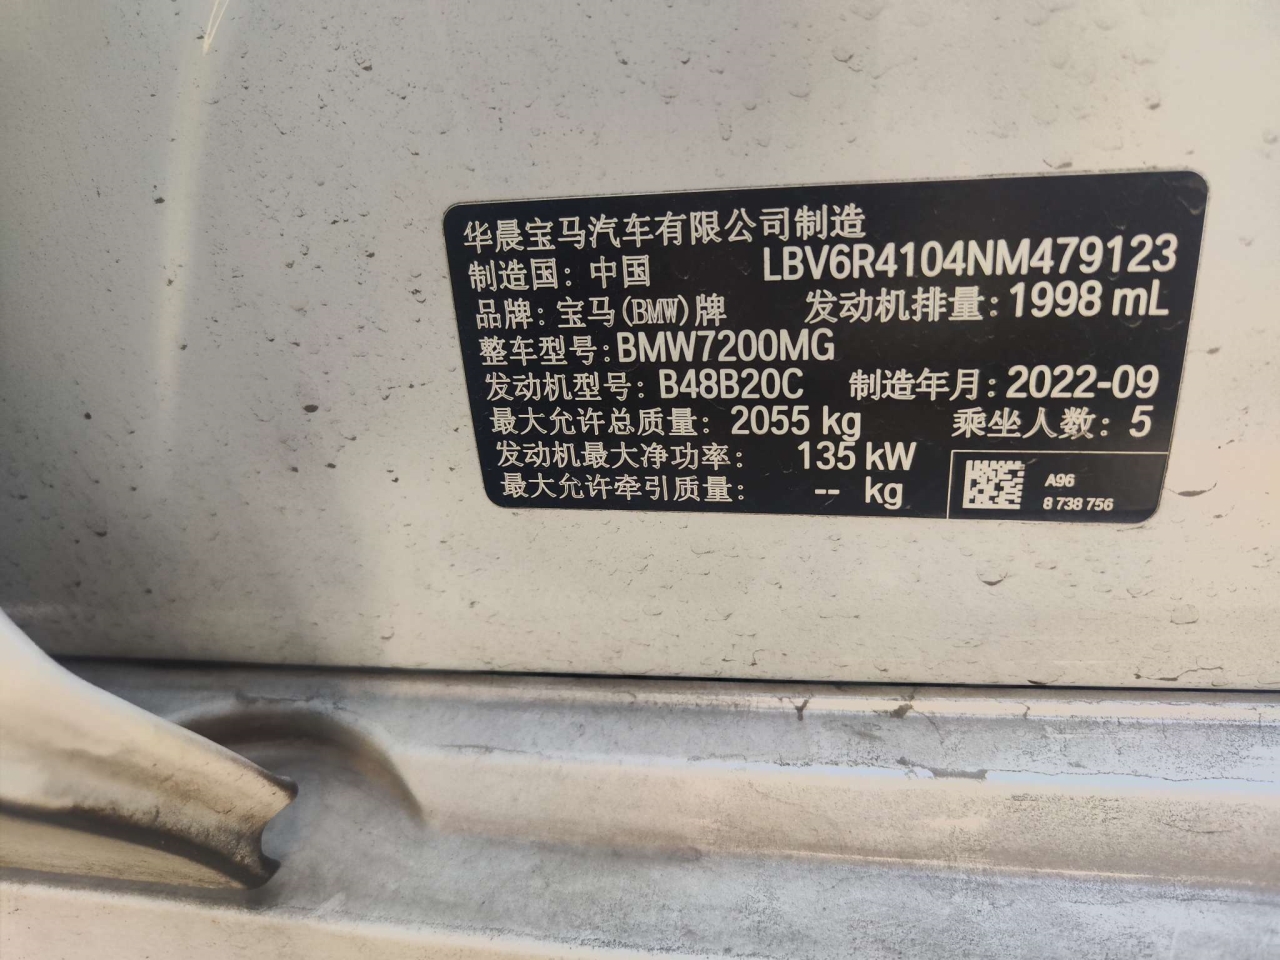 华晨宝马汽车有限公司制造
制造国：中国 LBV6R4104NM479123
品牌：宝马(BMW)牌 发动机排量：1998 mL
整车型号：BMW7200MG
发动机型号：B48B20C 制造年月：2022-09
最大允许总质量：2055 kg 乘坐人数：5
发动机最大净功率：135 kW
最大允许牵引质量：-- kg
A96
8 738 756